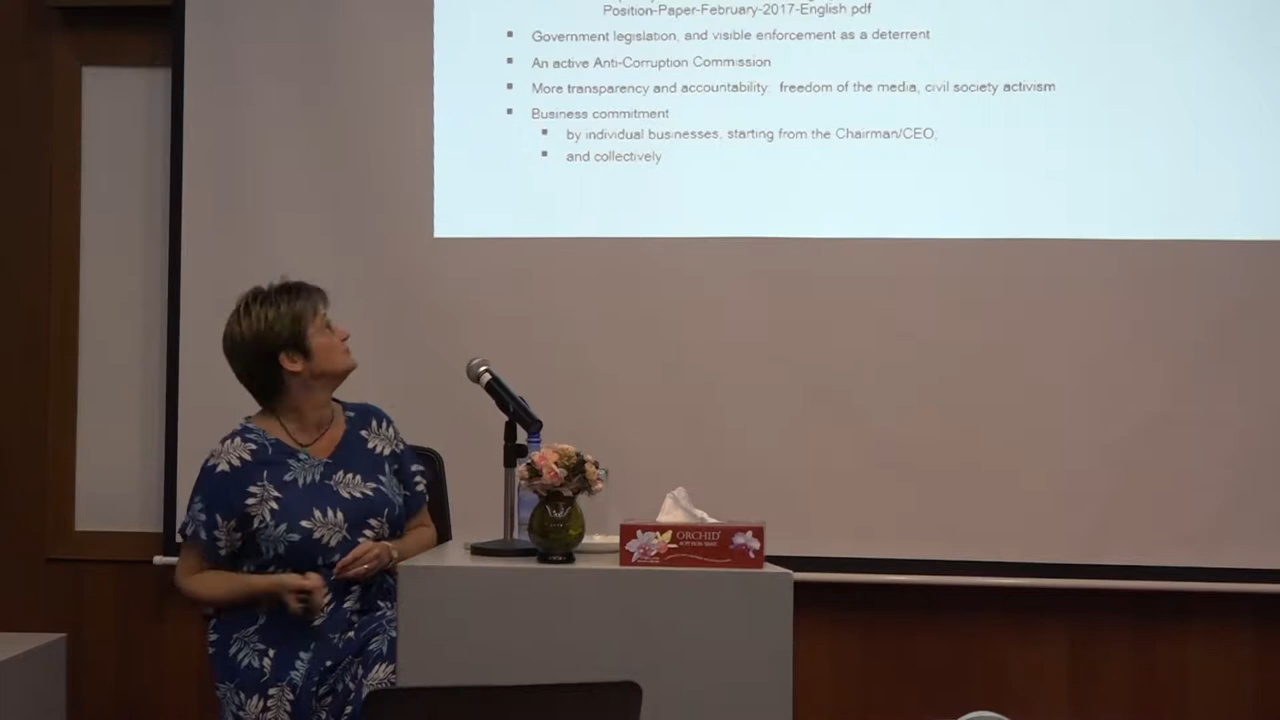 Position-Paper-February-2017-English pdf
Government legislation, and visible enforcement as a deterrent
An active Anti-Corruption Commission
More transparency and accountability: freedom of the media, civil society activism
Business commitment
by individual businesses, starting from the Chairman/CEO,
and collectively
ORCHID